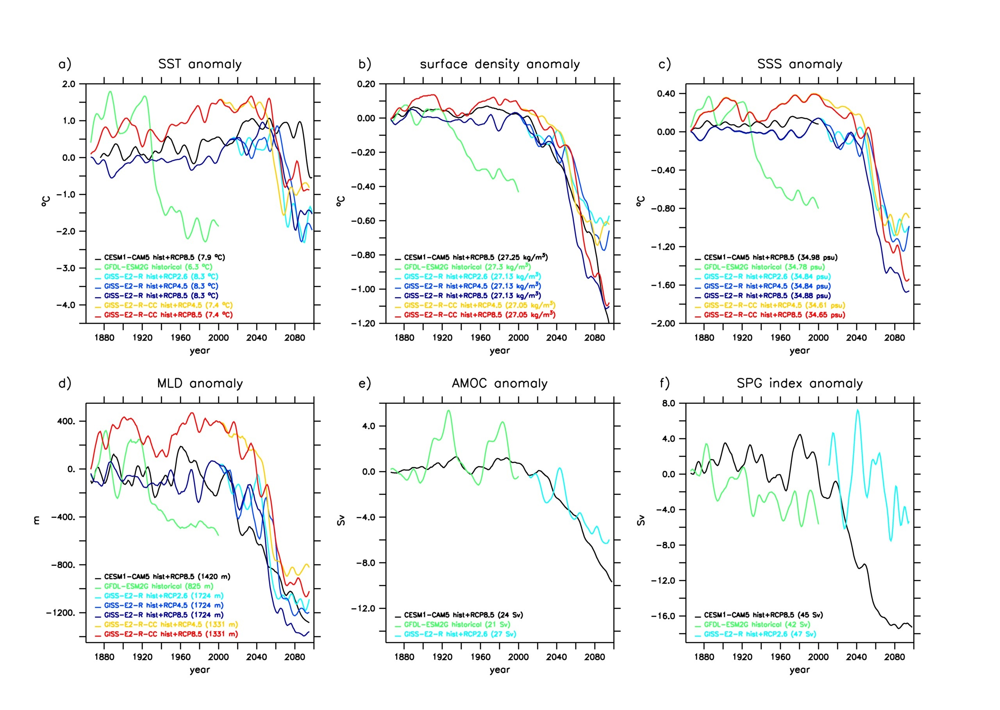 a) SST anomaly
2.0
1.0
0.0
−1.0
−2.0
−3.0
−4.0
°C
CESM1−CAM5 hist+RCP8.5 (7.9 °C)
GFDL−ESM2G historical (6.3 °C)
GISS−E2−R hist+RCP2.6 (8.3 °C)
GISS−E2−R hist+RCP4.5 (8.3 °C)
GISS−E2−R hist+RCP8.5 (8.3 °C)
GISS−E2−R−CC hist+RCP4.5 (7.4 °C)
GISS−E2−R−CC hist+RCP8.5 (7.4 °C)
1880 1920 1960 2000 2040 2080
year
b) surface density anomaly
0.20
0.00
−0.20
−0.40
−0.60
−0.80
−1.00
−1.20
°C
CESM1−CAM5 hist+RCP8.5 (27.25 kg/m³)
GFDL−ESM2G historical (27.3 kg/m³)
GISS−E2−R hist+RCP2.6 (27.13 kg/m³)
GISS−E2−R hist+RCP4.5 (27.13 kg/m³)
GISS−E2−R hist+RCP8.5 (27.13 kg/m³)
GISS−E2−R−CC hist+RCP4.5 (27.05 kg/m³)
GISS−E2−R−CC hist+RCP8.5 (27.05 kg/m³)
1880 1920 1960 2000 2040 2080
year
c) SSS anomaly
0.40
0.00
−0.40
−0.80
−1.20
−1.60
−2.00
°C
CESM1−CAM5 hist+RCP8.5 (34.98 psu)
GFDL−ESM2G historical (34.78 psu)
GISS−E2−R hist+RCP2.6 (34.84 psu)
GISS−E2−R hist+RCP4.5 (34.84 psu)
GISS−E2−R hist+RCP8.5 (34.88 psu)
GISS−E2−R−CC hist+RCP4.5 (34.61 psu)
GISS−E2−R−CC hist+RCP8.5 (34.65 psu)
1880 1920 1960 2000 2040 2080
year
d) MLD anomaly
400.
0.
−400.
−800.
−1200.
m
CESM1−CAM5 hist+RCP8.5 (1420 m)
GFDL−ESM2G historical (825 m)
GISS−E2−R hist+RCP2.6 (1724 m)
GISS−E2−R hist+RCP4.5 (1724 m)
GISS−E2−R hist+RCP8.5 (1724 m)
GISS−E2−R−CC hist+RCP4.5 (1331 m)
GISS−E2−R−CC hist+RCP8.5 (1331 m)
1880 1920 1960 2000 2040 2080
year
e) AMOC anomaly
4.0
0.0
−4.0
−8.0
−12.0
Sv
CESM1−CAM5 hist+RCP8.5 (24 Sv)
GFDL−ESM2G historical (21 Sv)
GISS−E2−R hist+RCP2.6 (27 Sv)
1880 1920 1960 2000 2040 2080
year
f) SPG index anomaly
8.0
4.0
0.0
−4.0
−8.0
−12.0
−16.0
Sv
CESM1−CAM5 hist+RCP8.5 (45 Sv)
GFDL−ESM2G historical (42 Sv)
GISS−E2−R hist+RCP2.6 (47 Sv)
1880 1920 1960 2000 2040 2080
year